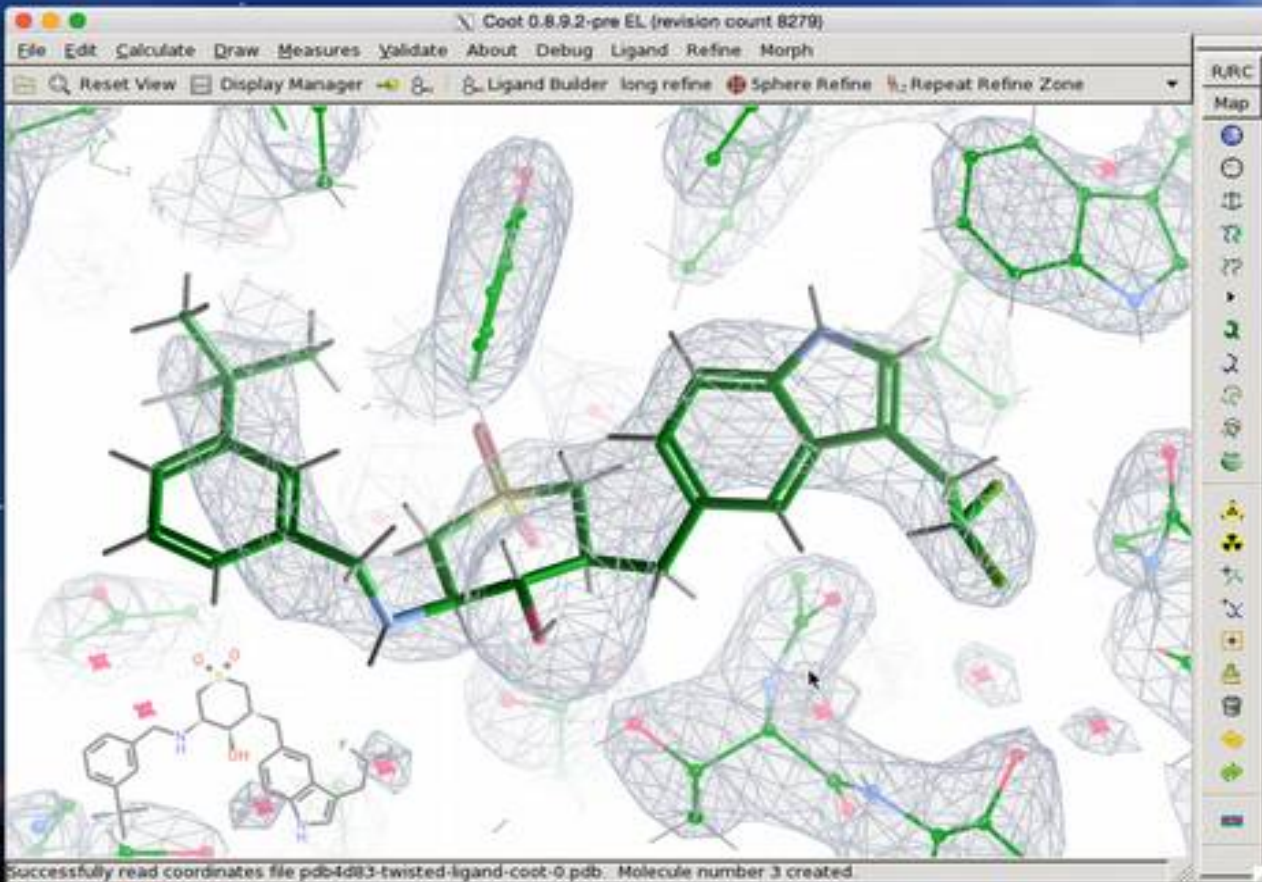 Coot 0.8.9.2-pre EL (revision count 8279)
File Edit Calculate Draw Measures Validate About Debug Ligand Refine Morph
R/RC
Reset View Display Manager Ligand Builder long refine Sphere Refine Repeat Refine Zone
Map
O O
S
N
H
OH
F
N
H
Successfully read coordinates file pdb4d83-twisted-ligand-coot-0.pdb. Molecule number 3 created.